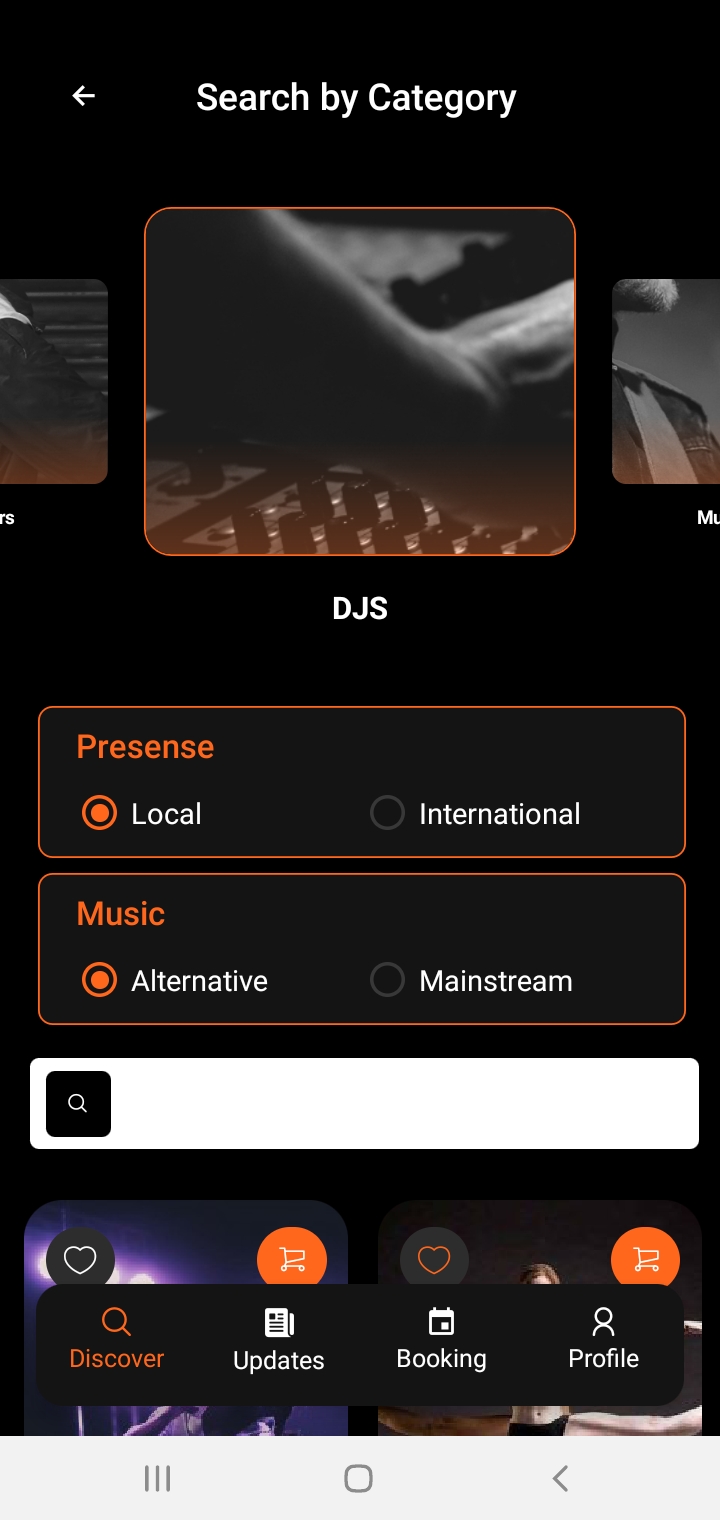 Search by Category
rs
Mu
DJS
Presense
Local International
Music
Alternative Mainstream
Discover Updates Booking Profile